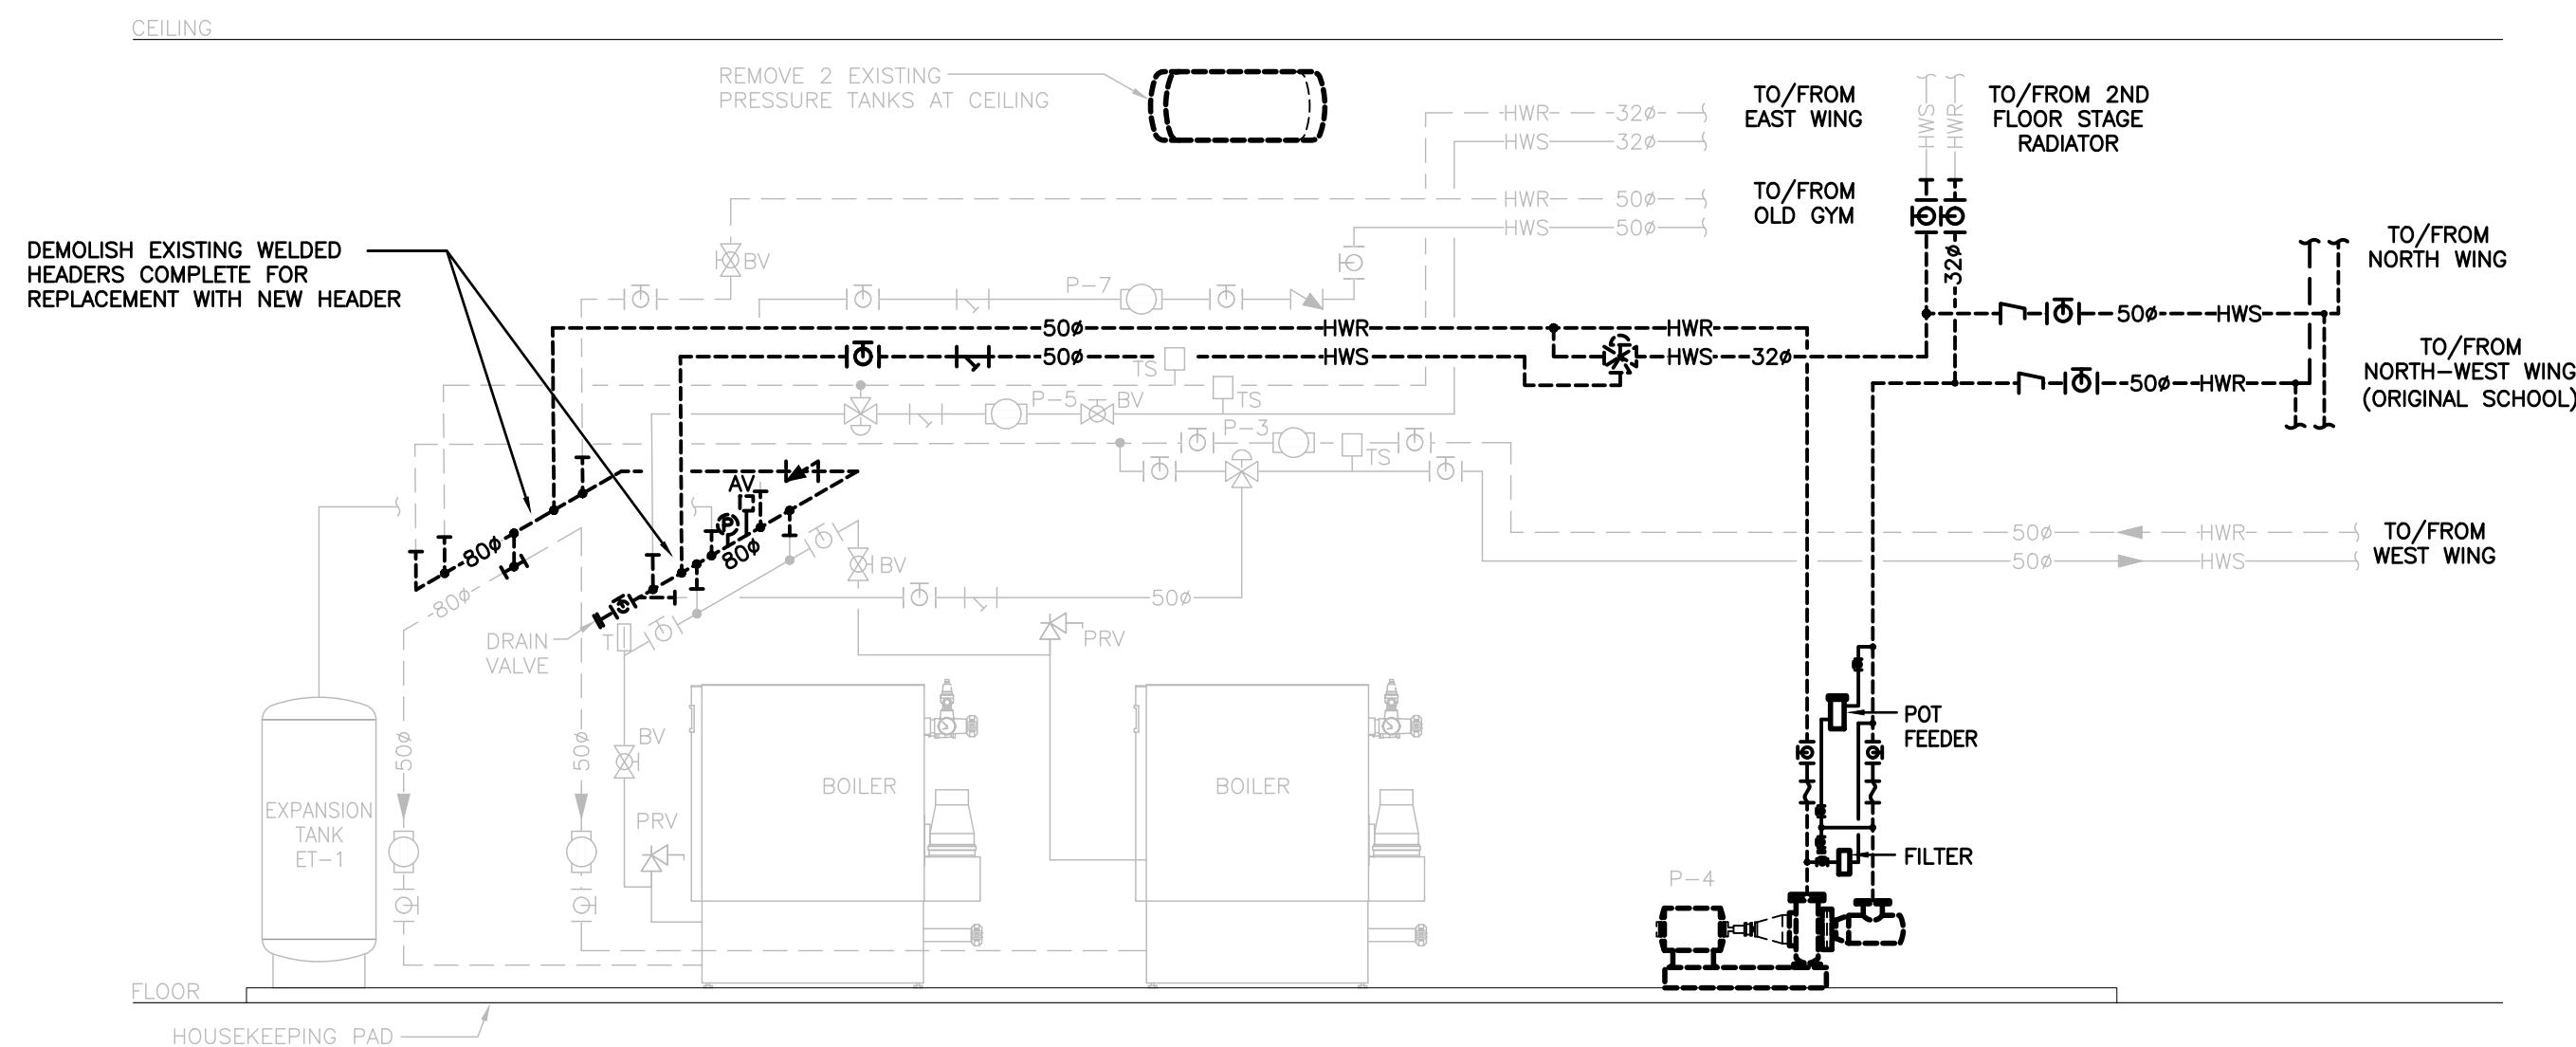 CEILING
REMOVE 2 EXISTING
PRESSURE TANKS AT CEILING
HWR 32ø
HWS 32ø
TO/FROM
EAST WING
HWS
HWR
TO/FROM 2ND
FLOOR STAGE
RADIATOR
HWR 50ø
HWS 50ø
TO/FROM
OLD GYM
32ø
TO/FROM
NORTH WING
DEMOLISH EXISTING WELDED
HEADERS COMPLETE FOR
REPLACEMENT WITH NEW HEADER
BV
P-7
50ø HWR HWR
50ø HWS HWS 32ø
50ø HWS
50ø HWR
TO/FROM
NORTH-WEST WING
(ORIGINAL SCHOOL)
TS
TS
P-5
BV
P-3
TS
AV
P
80ø
80ø
80ø
BV
50ø
50ø HWR
50ø HWS
TO/FROM
WEST WING
DRAIN
VALVE
T
PRV
BV
PRV
50ø
50ø
EXPANSION
TANK
ET-1
BOILER
BOILER
POT
FEEDER
FILTER
P-4
FLOOR
HOUSEKEEPING PAD